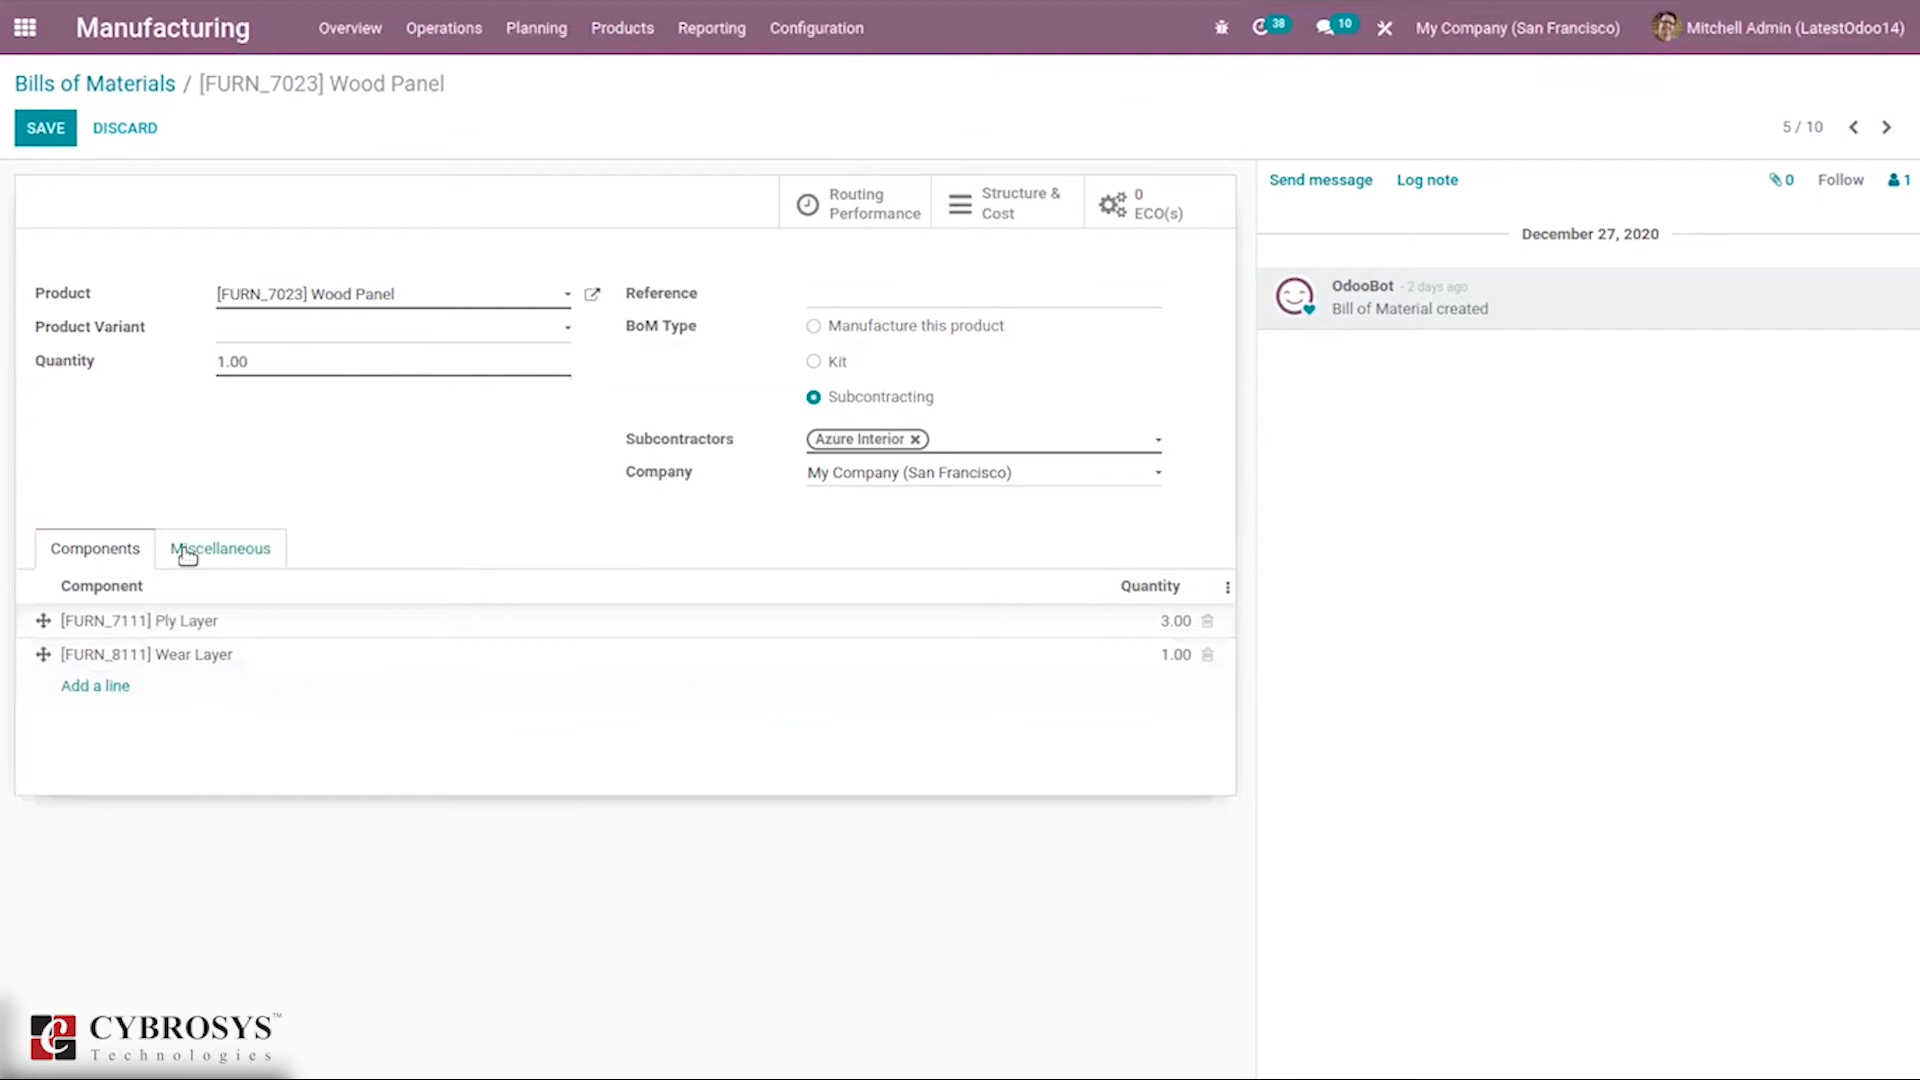 Manufacturing Overview Operations Planning Products Reporting Configuration 38 10 My Company (San Francisco) Mitchell Admin (LatestOdoo14)
Bills of Materials / [FURN_7023] Wood Panel
SAVE DISCARD 5 / 10
Routing Performance
Structure & Cost
0 ECO(s)
Send message Log note 0 Follow 1
December 27, 2020
OdooBot - 2 days ago
Bill of Material created
Product [FURN_7023] Wood Panel
Product Variant
Quantity 1.00
Reference
BoM Type Manufacture this product
Kit
Subcontracting
Subcontractors Azure Interior ×
Company My Company (San Francisco)
Components Miscellaneous
Component Quantity
[FURN_7111] Ply Layer 3.00
[FURN_8111] Wear Layer 1.00
Add a line
CYBROSYS™
Technologies